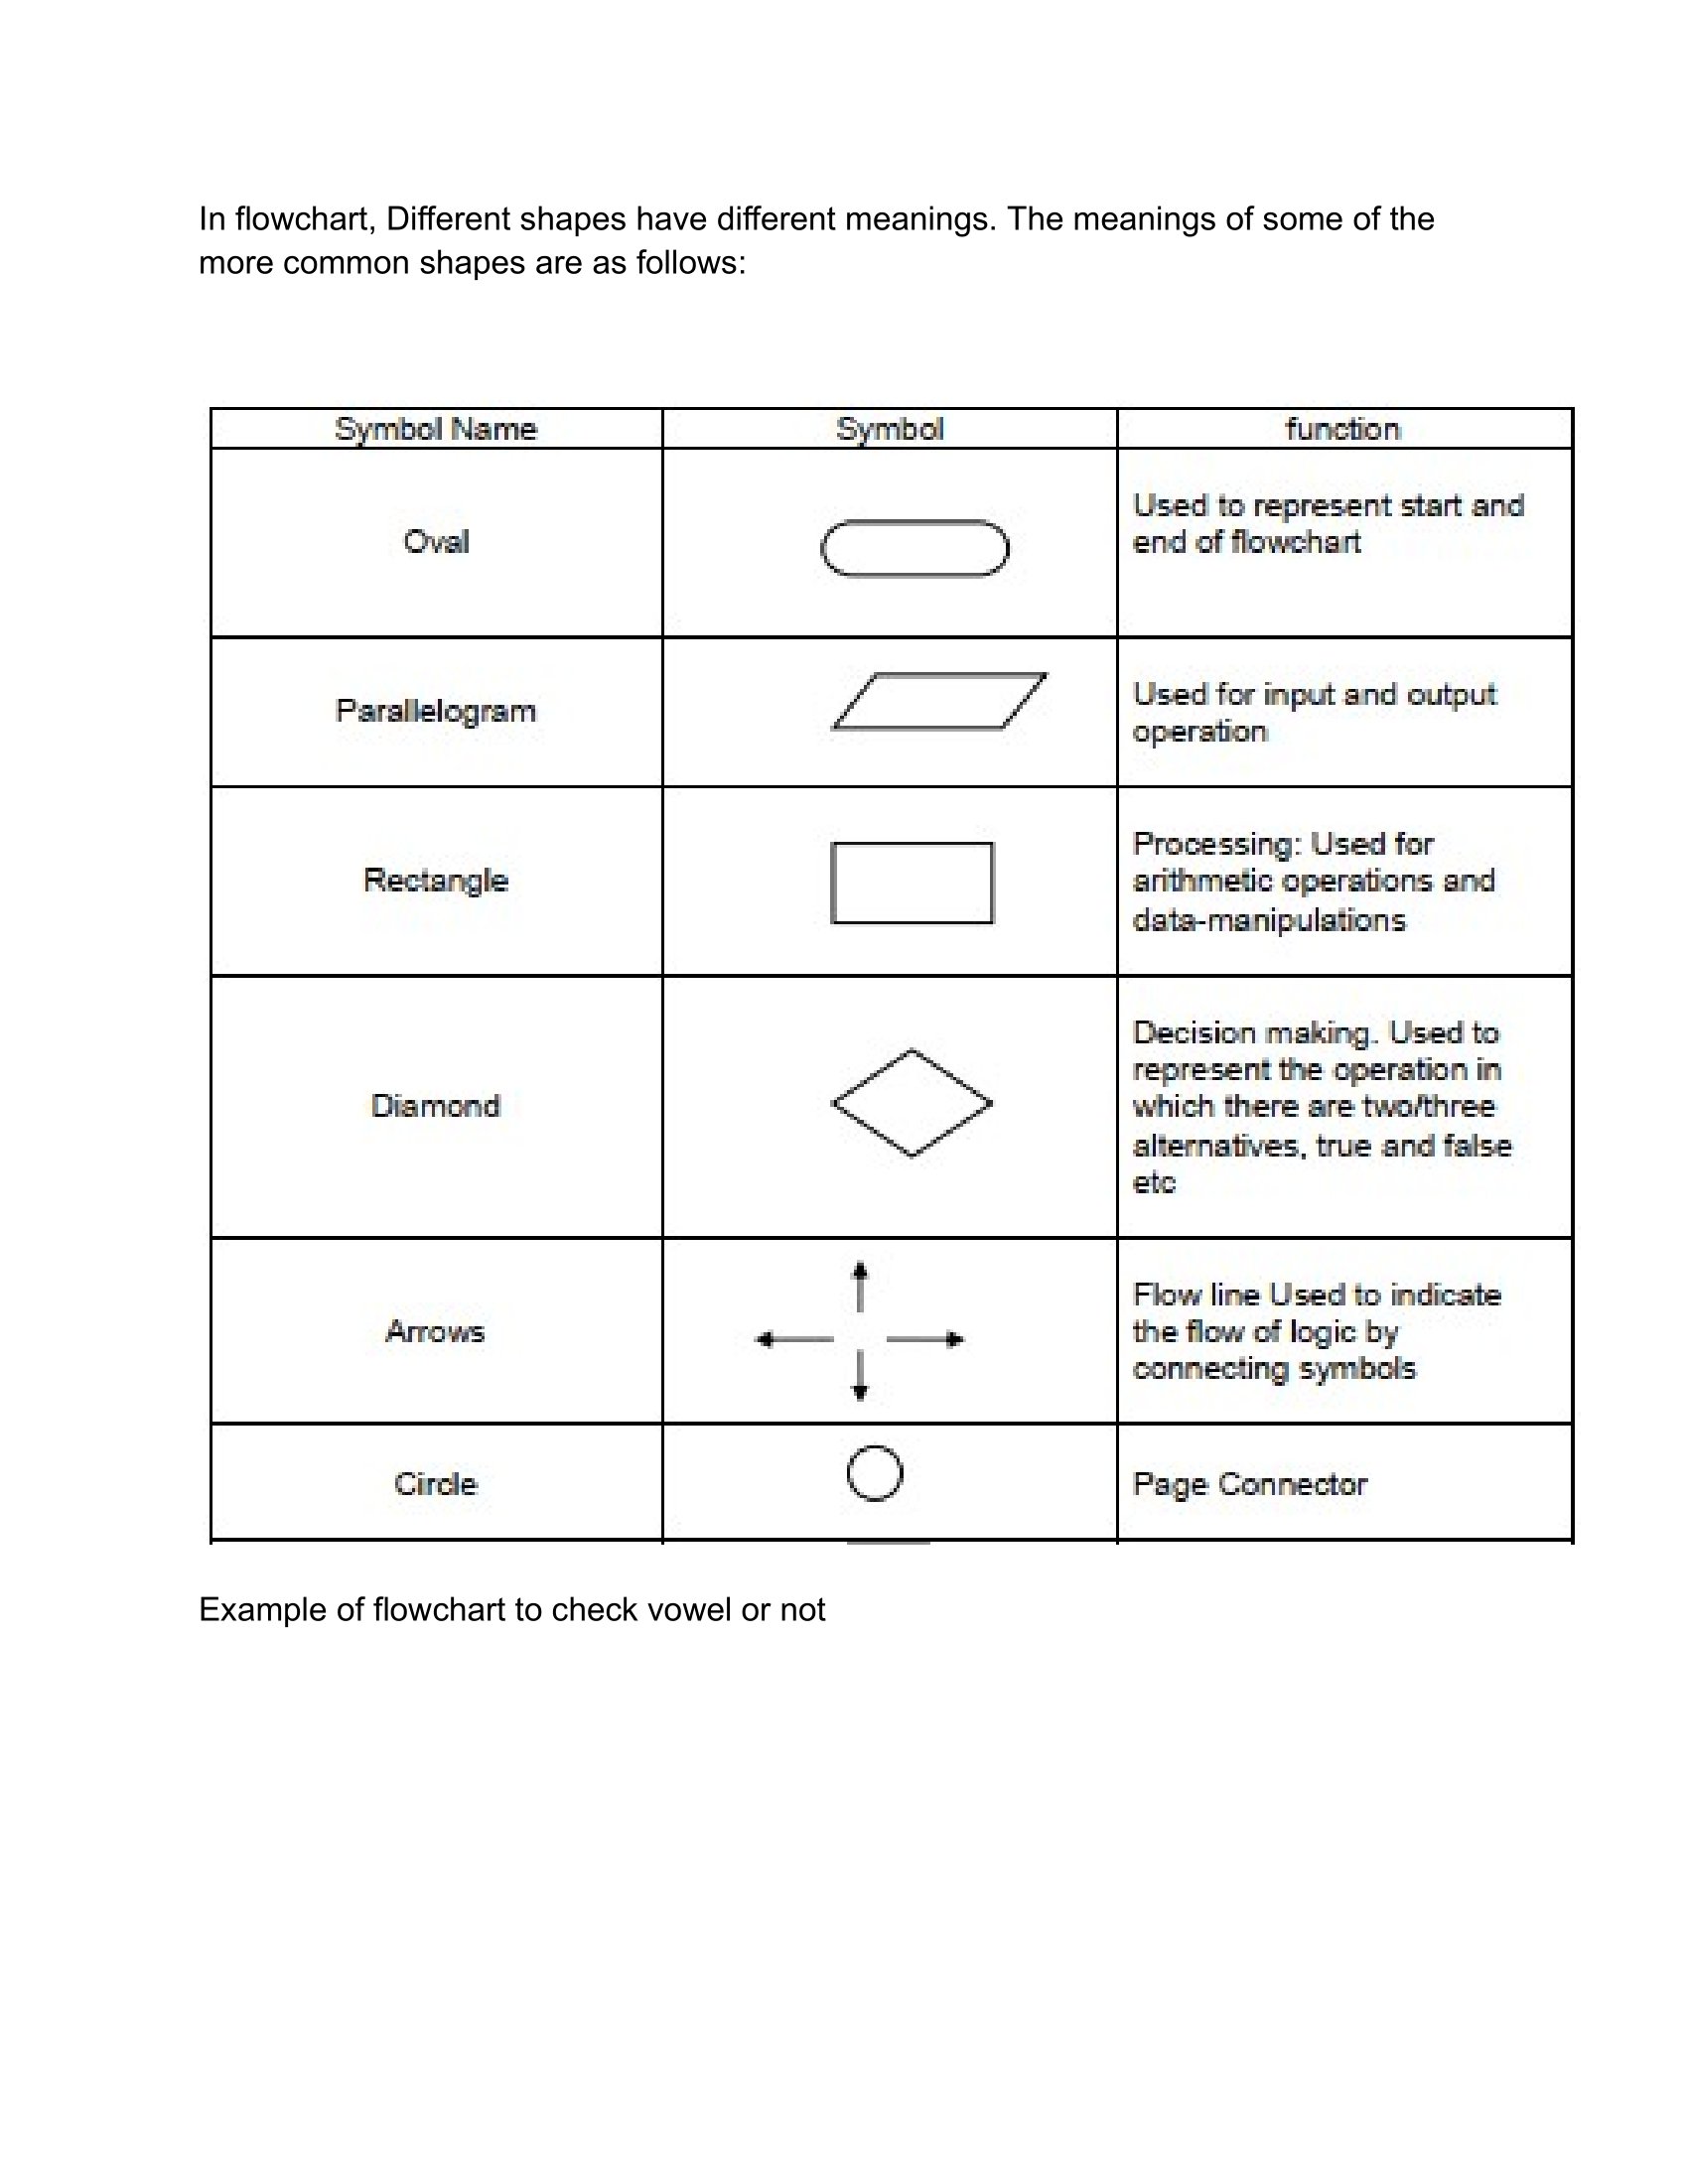 In flowchart, Different shapes have different meanings. The meanings of some of the
more common shapes are as follows:
Symbol Name Symbol function
Oval
Used to represent start and
end of flowchart
Parallelogram
Used for input and output
operation
Rectangle
Processing: Used for
arithmetic operations and
data-manipulations
Diamond
Decision making. Used to
represent the operation in
which there are two/three
alternatives, true and false
etc
Arrows
Flow line Used to indicate
the flow of logic by
connecting symbols
Circle
Page Connector
Example of flowchart to check vowel or not